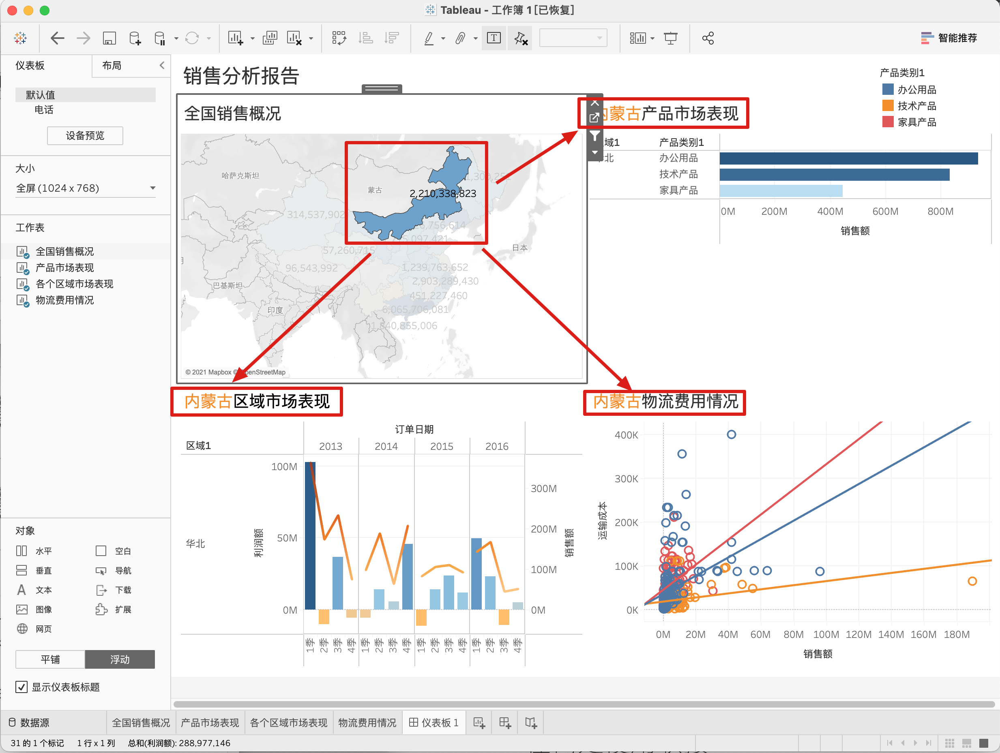 Tableau - 工作簿 1 [已恢复]
智能推荐
仪表板
布局
默认值
电话
设备预览
大小
全屏 (1024 x 768)
工作表
全国销售概况
产品市场表现
各个区域市场表现
物流费用情况
对象
水平
空白
垂直
导航
文本
下载
图像
扩展
网页
平铺
浮动
显示仪表板标题
销售分析报告
产品类别1
办公用品
技术产品
家具产品
全国销售概况
哈萨克斯坦
蒙古
2,210,338,823
314,537,902
57,260,715
96,543,992
1,239,763,652
2,903,289,430
451,227,460
6,065,706,081
1,840,855,006
日本
巴基斯坦
印度
© 2021 Mapbox © OpenStreetMap
蒙古产品市场表现
域1
产品类别1
北
办公用品
技术产品
家具产品
0M 200M 400M 600M 800M
销售额
内蒙古区域市场表现
订单日期
区域1
2013 2014 2015 2016
华北
利润额
100M
50M
0M
300M
200M
100M
0M
销售额
1季 2季 3季 4季 1季 2季 3季 4季 1季 2季 3季 4季 1季 2季 3季 4季
内蒙古物流费用情况
运输成本
400K
300K
200K
100K
0K
0M 20M 40M 60M 80M 100M 120M 140M 160M 180M
销售额
数据源
全国销售概况
产品市场表现
各个区域市场表现
物流费用情况
仪表板 1
31 的 1 个标记 1 行 x 1 列 总和(利润额): 288,977,146